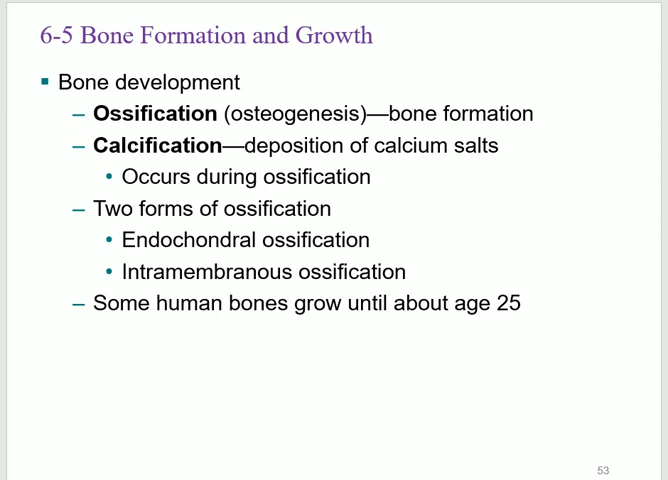 6-5 Bone Formation and Growth
▪ Bone development
– Ossification (osteogenesis)—bone formation
– Calcification—deposition of calcium salts
• Occurs during ossification
– Two forms of ossification
• Endochondral ossification
• Intramembranous ossification
– Some human bones grow until about age 25
53